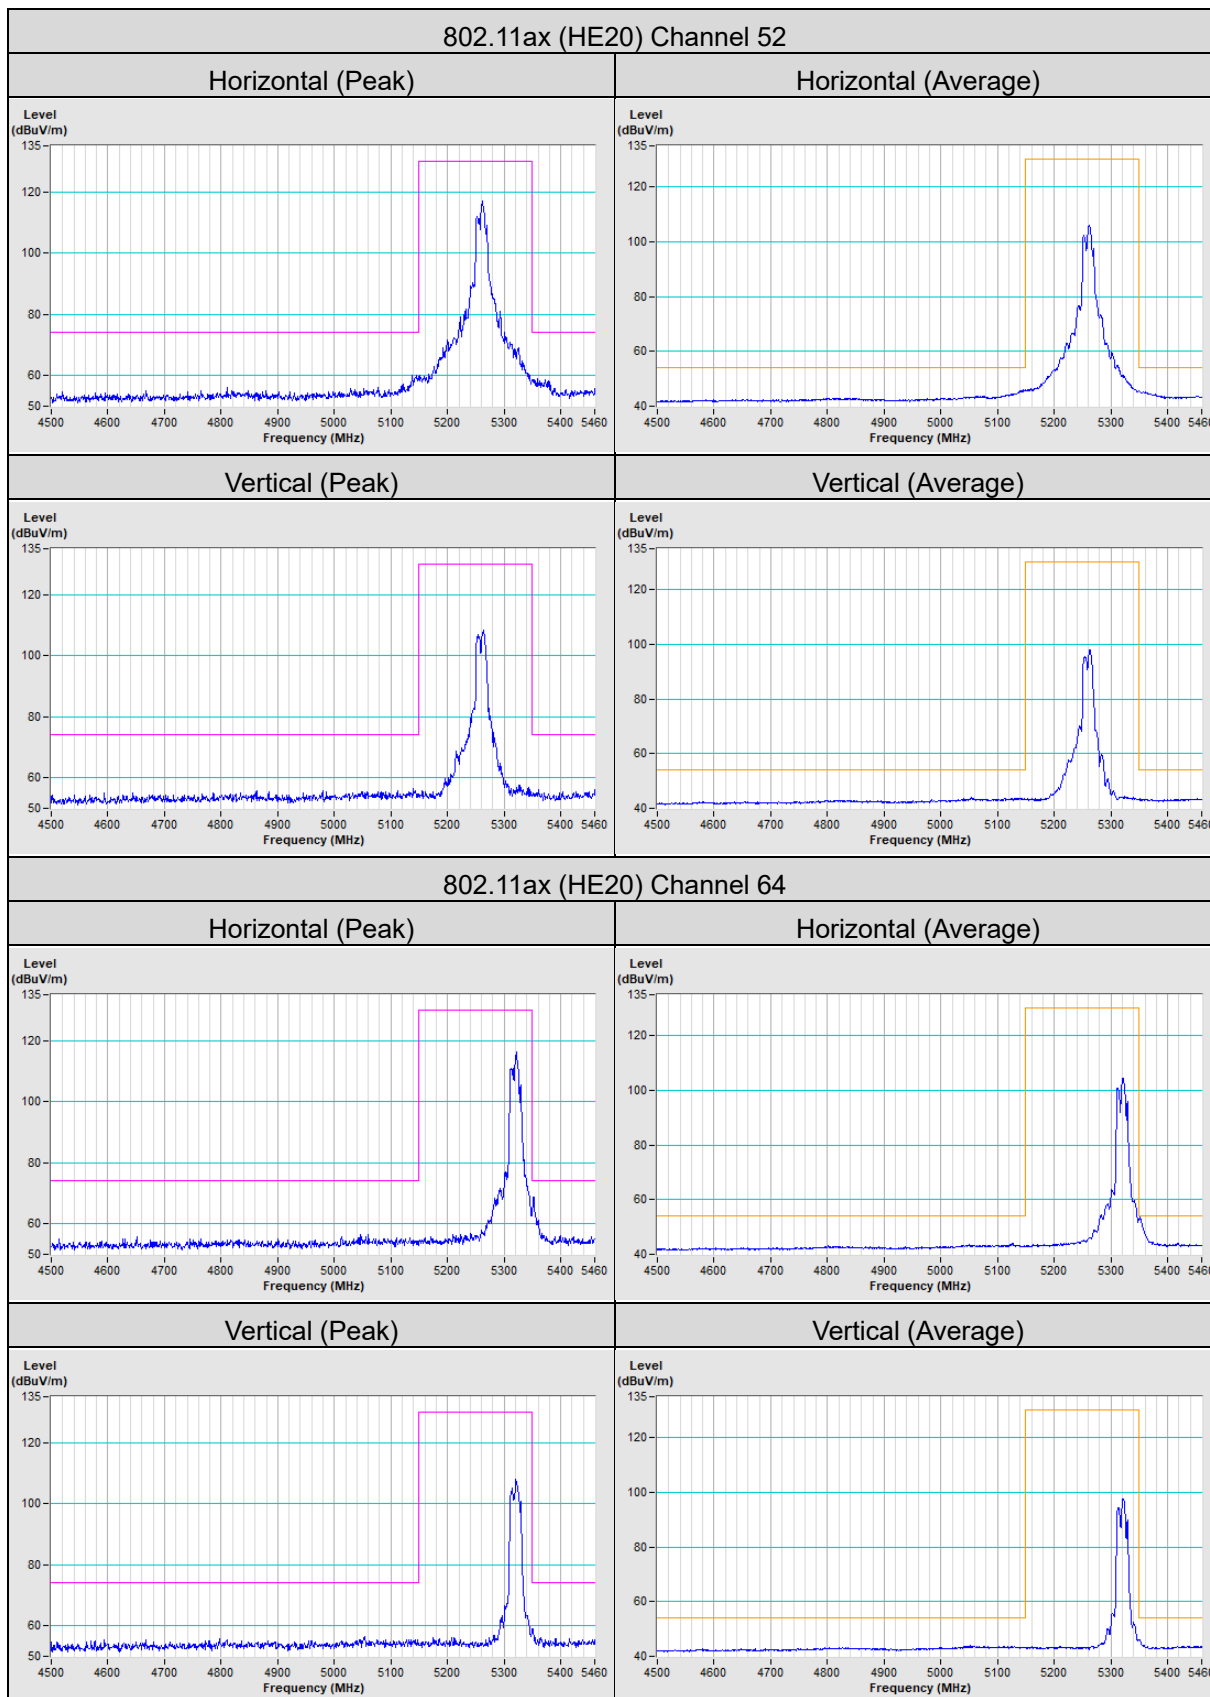 802.11ax (HE20) Channel 52
Horizontal (Peak) Horizontal (Average)
Level
(dBuV/m)
135
120
100
80
60
50
4500 4600 4700 4800 4900 5000 5100 5200 5300 5400 5460
Frequency (MHz)
Level
(dBuV/m)
135
120
100
80
60
40
4500 4600 4700 4800 4900 5000 5100 5200 5300 5400 5460
Frequency (MHz)
Vertical (Peak) Vertical (Average)
Level
(dBuV/m)
135
120
100
80
60
50
4500 4600 4700 4800 4900 5000 5100 5200 5300 5400 5460
Frequency (MHz)
Level
(dBuV/m)
135
120
100
80
60
40
4500 4600 4700 4800 4900 5000 5100 5200 5300 5400 5460
Frequency (MHz)
802.11ax (HE20) Channel 64
Horizontal (Peak) Horizontal (Average)
Level
(dBuV/m)
135
120
100
80
60
50
4500 4600 4700 4800 4900 5000 5100 5200 5300 5400 5460
Frequency (MHz)
Level
(dBuV/m)
135
120
100
80
60
40
4500 4600 4700 4800 4900 5000 5100 5200 5300 5400 5460
Frequency (MHz)
Vertical (Peak) Vertical (Average)
Level
(dBuV/m)
135
120
100
80
60
50
4500 4600 4700 4800 4900 5000 5100 5200 5300 5400 5460
Frequency (MHz)
Level
(dBuV/m)
135
120
100
80
60
40
4500 4600 4700 4800 4900 5000 5100 5200 5300 5400 5460
Frequency (MHz)